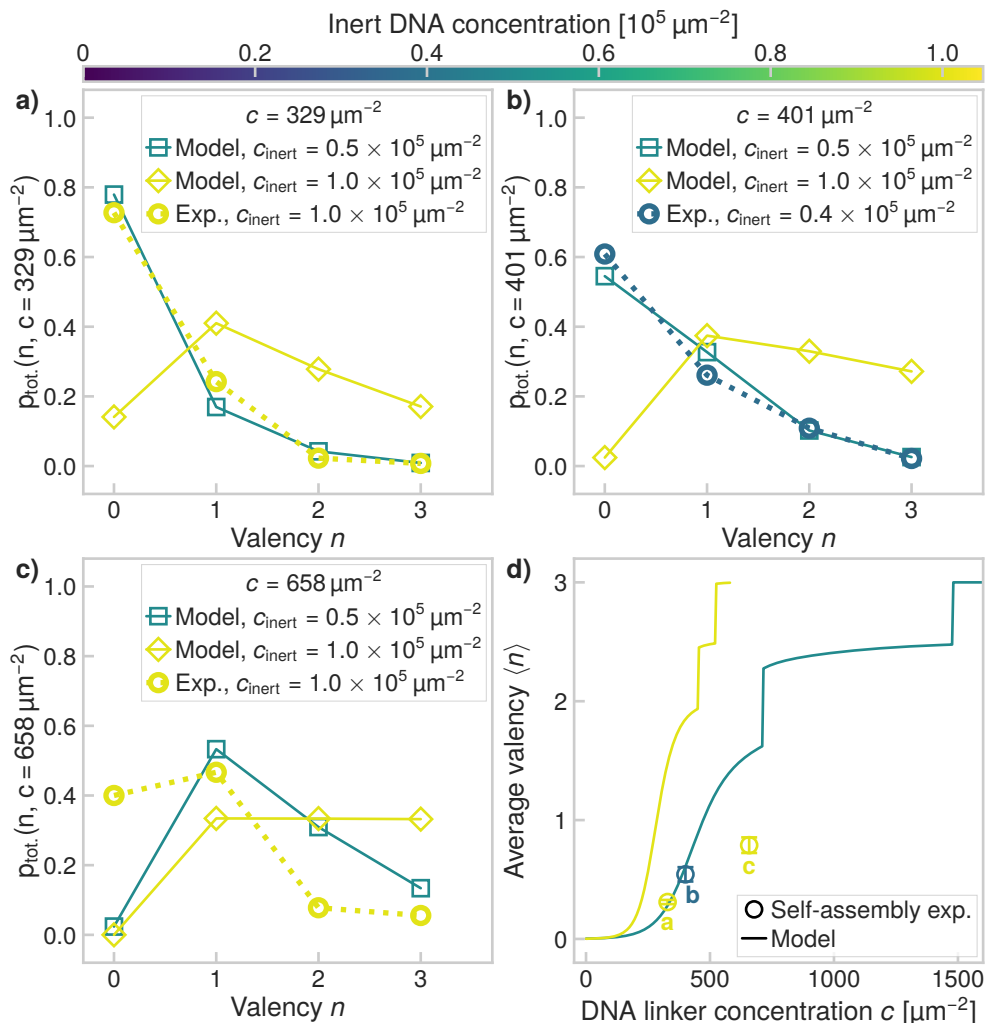 Inert DNA concentration [10⁵ μm⁻²]
0 0.2 0.4 0.6 0.8 1.0
a)
c = 329 μm⁻²
Model, c_inert = 0.5 × 10⁵ μm⁻²
Model, c_inert = 1.0 × 10⁵ μm⁻²
Exp., c_inert = 1.0 × 10⁵ μm⁻²
p_tot.(n, c = 329 μm⁻²)
1.0
0.8
0.6
0.4
0.2
0.0
0 1 2 3
Valency n
b)
c = 401 μm⁻²
Model, c_inert = 0.5 × 10⁵ μm⁻²
Model, c_inert = 1.0 × 10⁵ μm⁻²
Exp., c_inert = 0.4 × 10⁵ μm⁻²
p_tot.(n, c = 401 μm⁻²)
1.0
0.8
0.6
0.4
0.2
0.0
0 1 2 3
Valency n
c)
c = 658 μm⁻²
Model, c_inert = 0.5 × 10⁵ μm⁻²
Model, c_inert = 1.0 × 10⁵ μm⁻²
Exp., c_inert = 1.0 × 10⁵ μm⁻²
p_tot.(n, c = 658 μm⁻²)
1.0
0.8
0.6
0.4
0.2
0.0
0 1 2 3
Valency n
d)
Average valency ⟨n⟩
3
2
1
0
c
b
a
Self-assembly exp.
Model
0 500 1000 1500
DNA linker concentration c [μm⁻²]